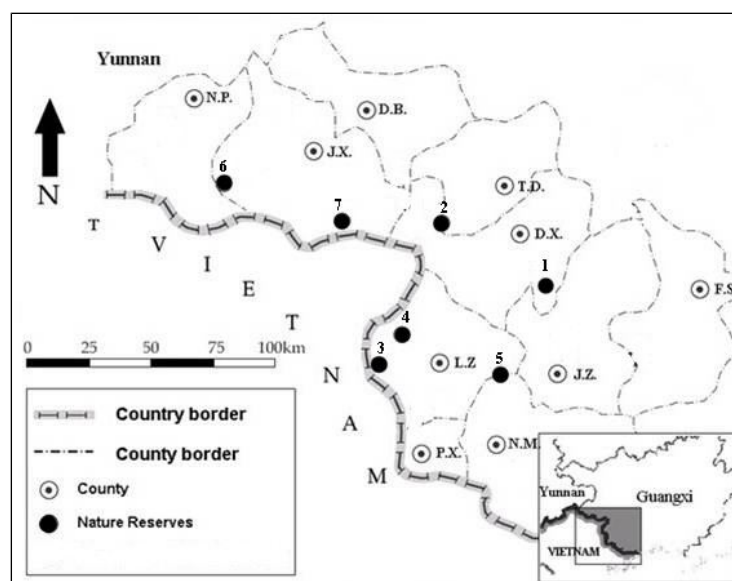 Yunnan
N.P.
D.B.
J.X.
6
T.D.
N
7
2
D.X.
T
V
I
E
T
N
A
M
1
F.S
4
3
L.Z
5
J.Z.
0 25 50 75 100km
P.X.
N.M.
Country border
County border
County
Nature Reserves
Yunnan
Guangxi
VIETNAM